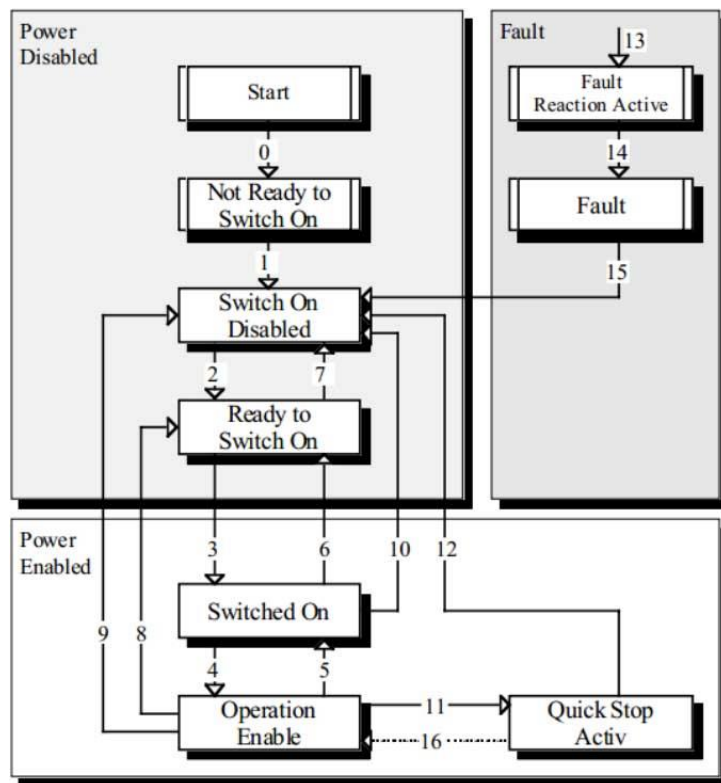 Power
Disabled
Fault
13
Start
Fault
Reaction Active
0
14
Not Ready to
Switch On
Fault
1
15
Switch On
Disabled
2
7
Ready to
Switch On
Power
Enabled
3
6
10
12
Switched On
9
8
4
5
Operation
Enable
11
16
Quick Stop
Activ